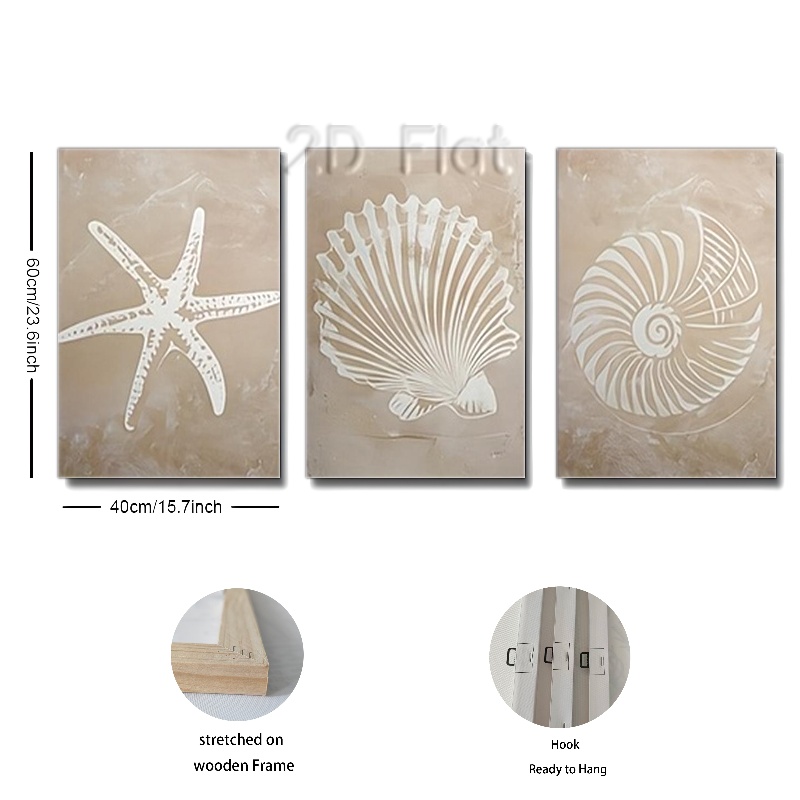 2D Flat
60cm/23.6inch
40cm/15.7inch
stretched on
wooden Frame
Hook
Ready to Hang